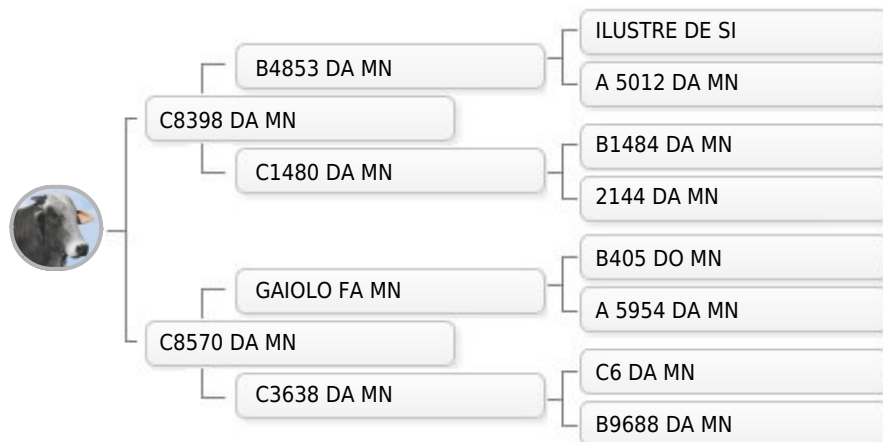 ILUSTRE DE SI
B4853 DA MN
A 5012 DA MN
C8398 DA MN
B1484 DA MN
C1480 DA MN
2144 DA MN
B405 DO MN
GAIOLO FA MN
A 5954 DA MN
C8570 DA MN
C6 DA MN
C3638 DA MN
B9688 DA MN